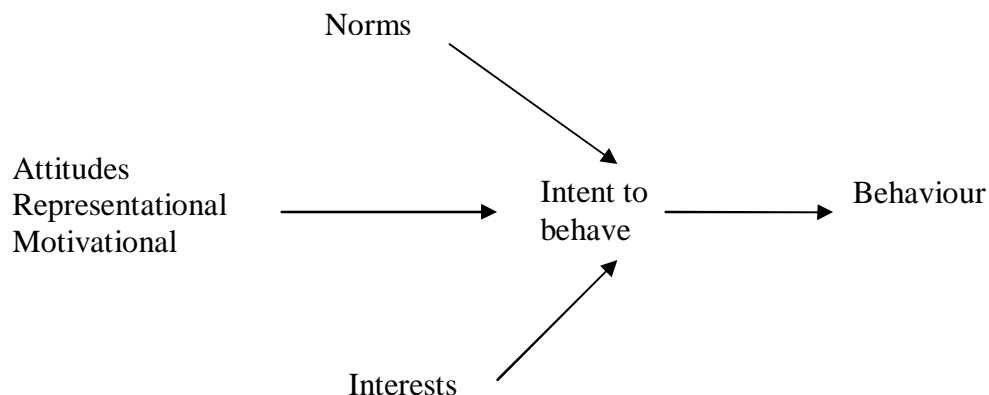 Norms
Attitudes
Representational
Motivational
Intent to
behave
Behaviour
Interests